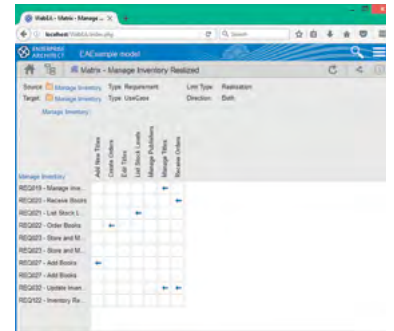 WebEA - Matrix - Manage ...
localhost/WebEA/index.php
Search
ENTERPRISE ARCHITECT
EAExample model
Matrix - Manage Inventory Realized
Source: Manage Inventory Type: Requirement Link Type: Realisation
Target: Manage Inventory Type: UseCase Direction: Both
Manage Inventory
Add New Titles
Create Orders
Edit Titles
List Stock Levels
Manage Publishers
Manage Titles
Receive Orders
Manage Inventory
REQ019 - Manage Inve...
REQ020 - Receive Books
REQ021 - List Stock L...
REQ022 - Order Books
REQ023 - Store and M...
REQ023 - Store and M...
REQ027 - Add Books
REQ027 - Add Books
REQ032 - Update Inven...
REQ122 - Inventory Re...